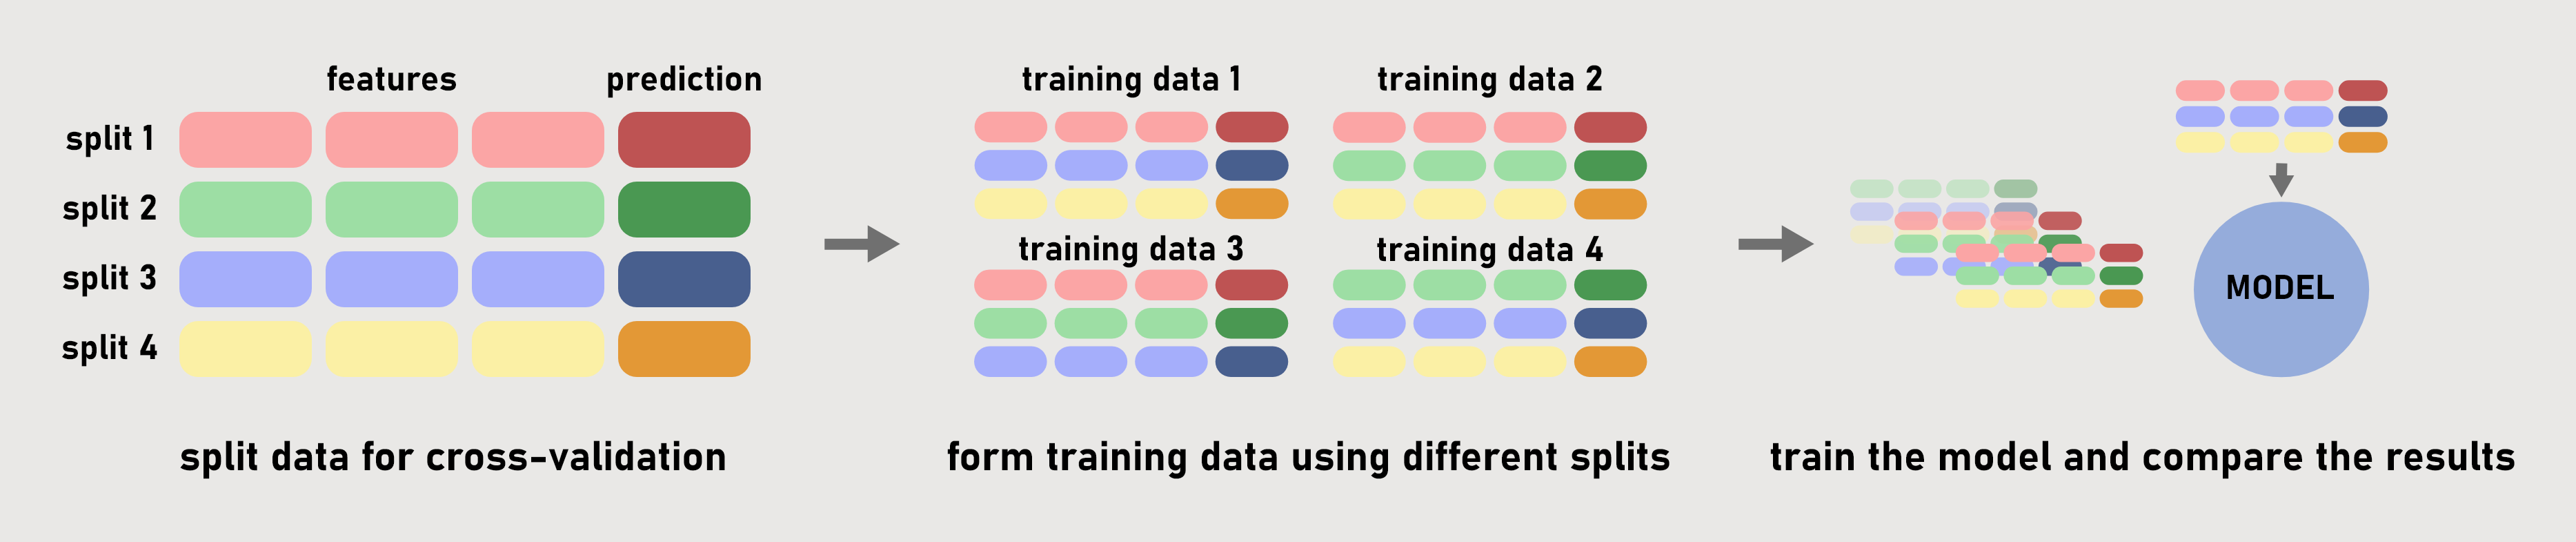 features prediction
split 1
split 2
split 3
split 4
split data for cross-validation
training data 1 training data 2
training data 3 training data 4
form training data using different splits
MODEL
train the model and compare the results